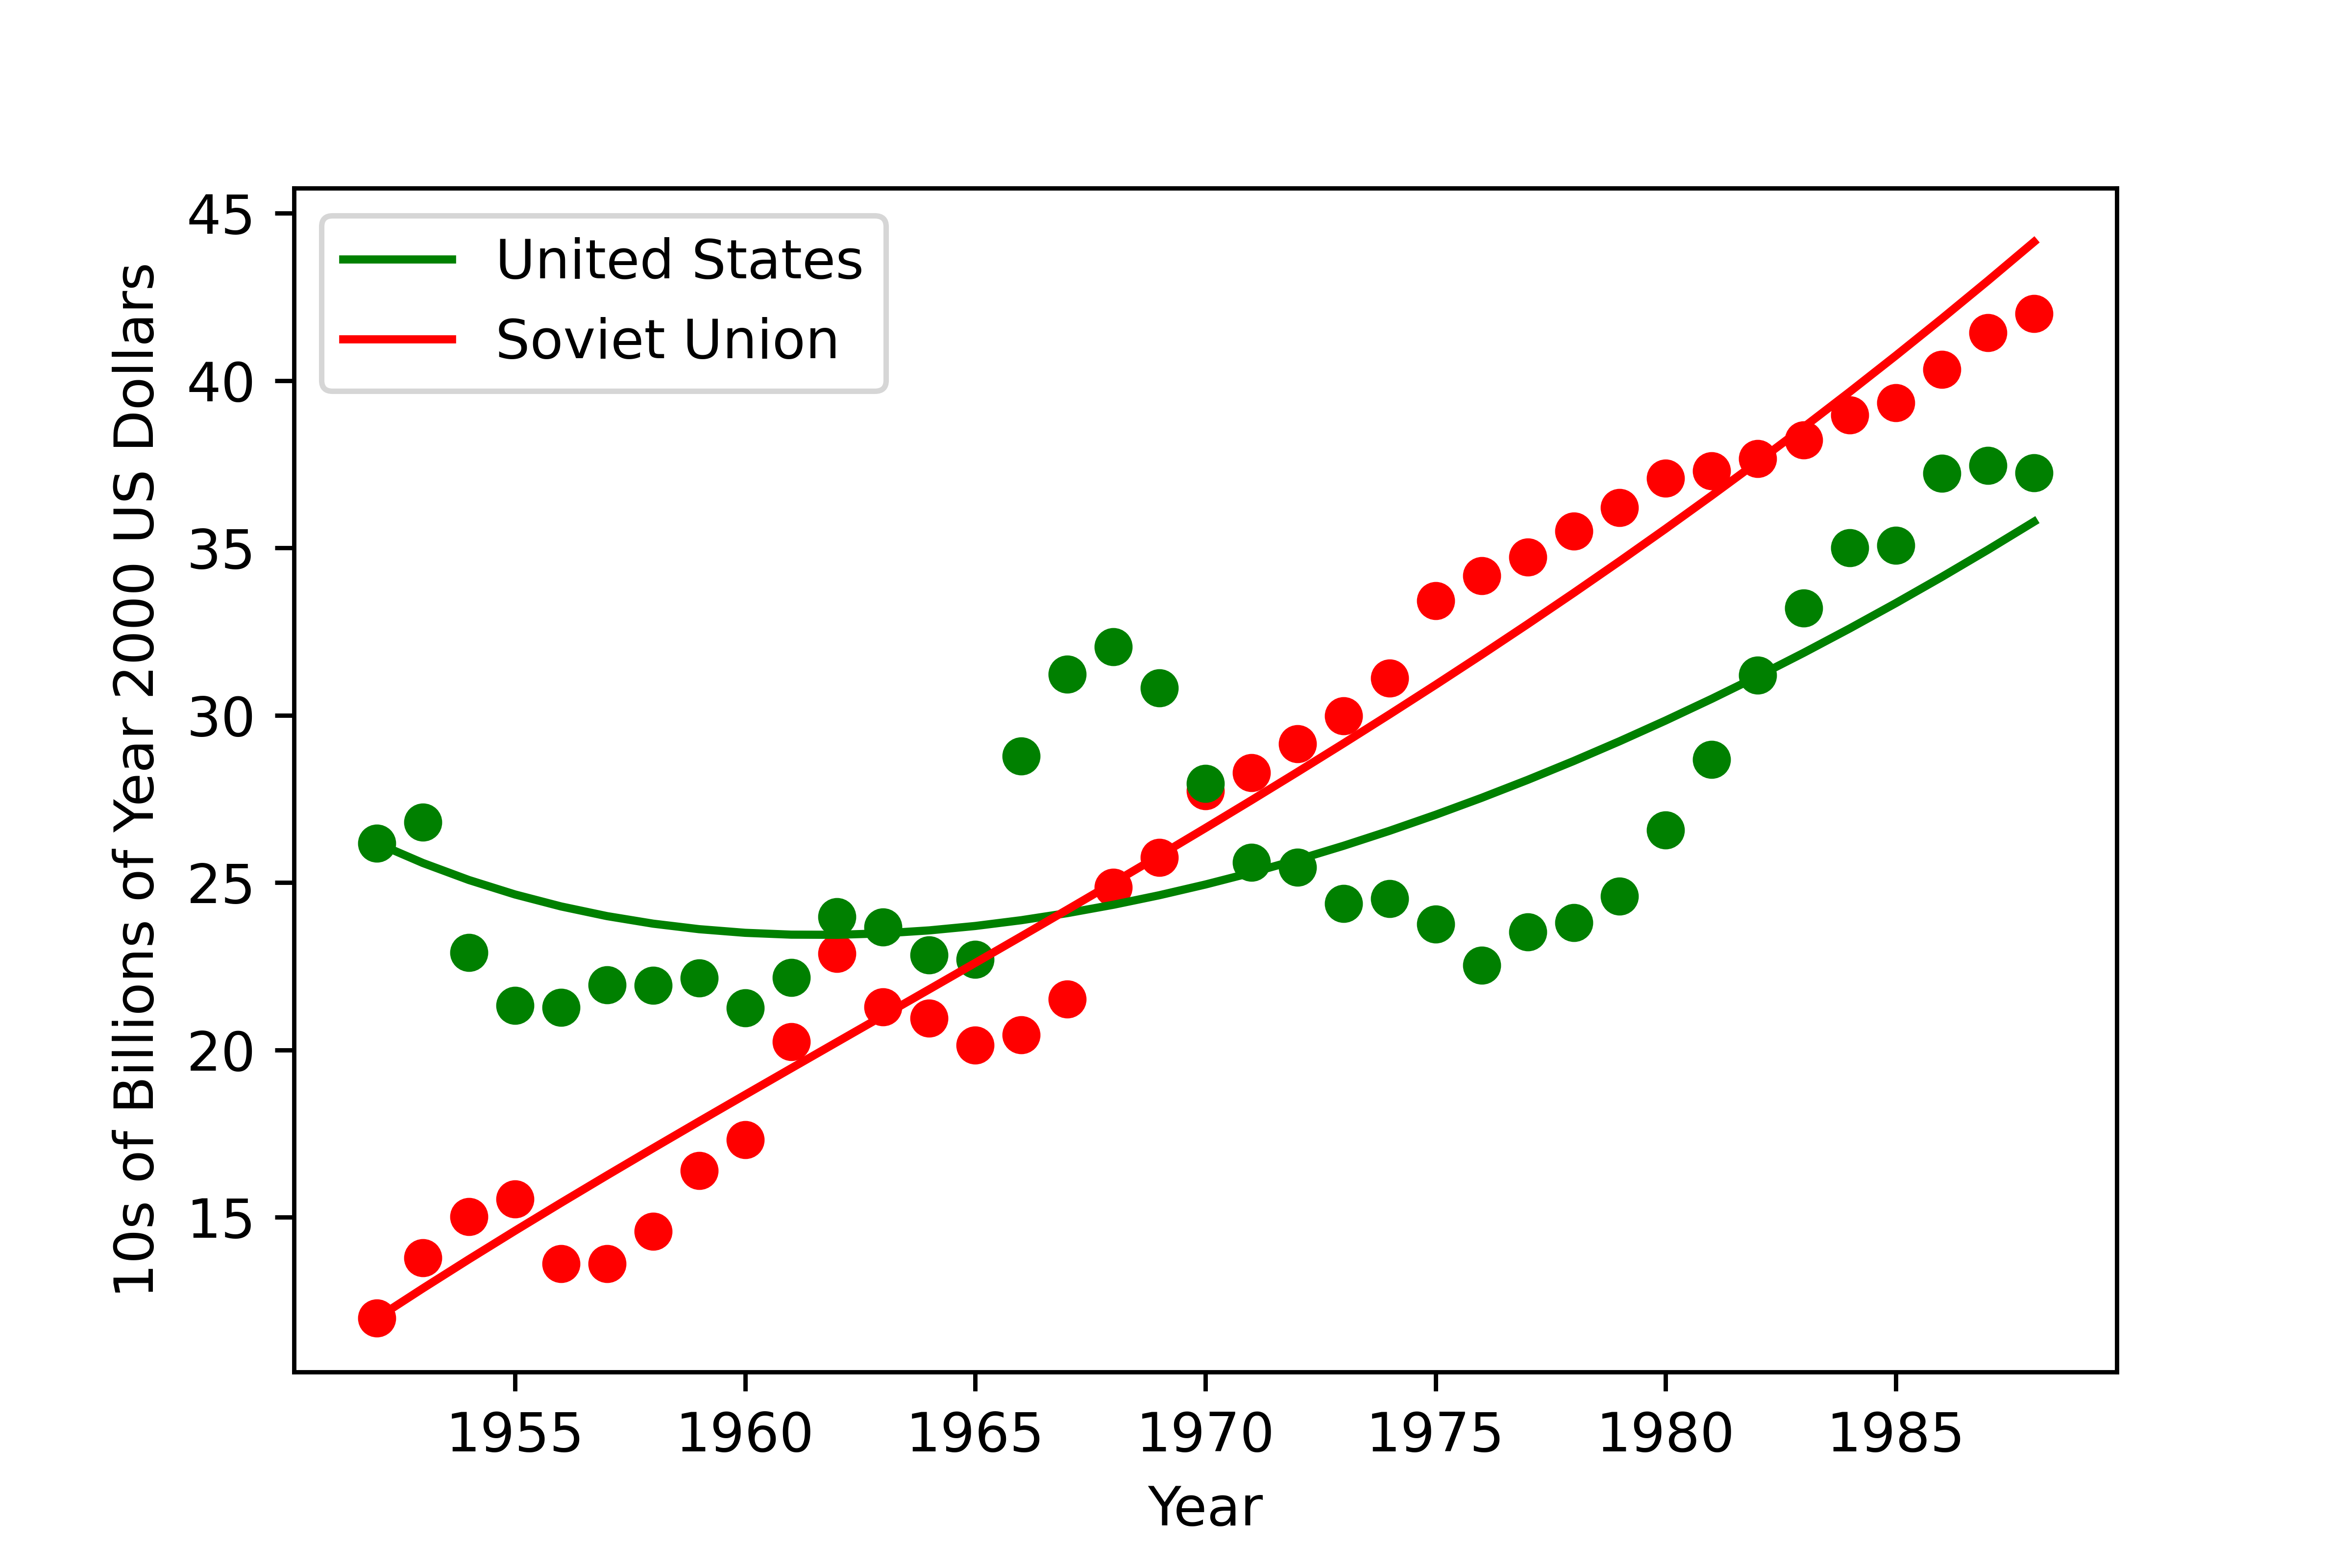 United States
Soviet Union
10s of Billions of Year 2000 US Dollars
45
40
35
30
25
20
15
1955 1960 1965 1970 1975 1980 1985
Year